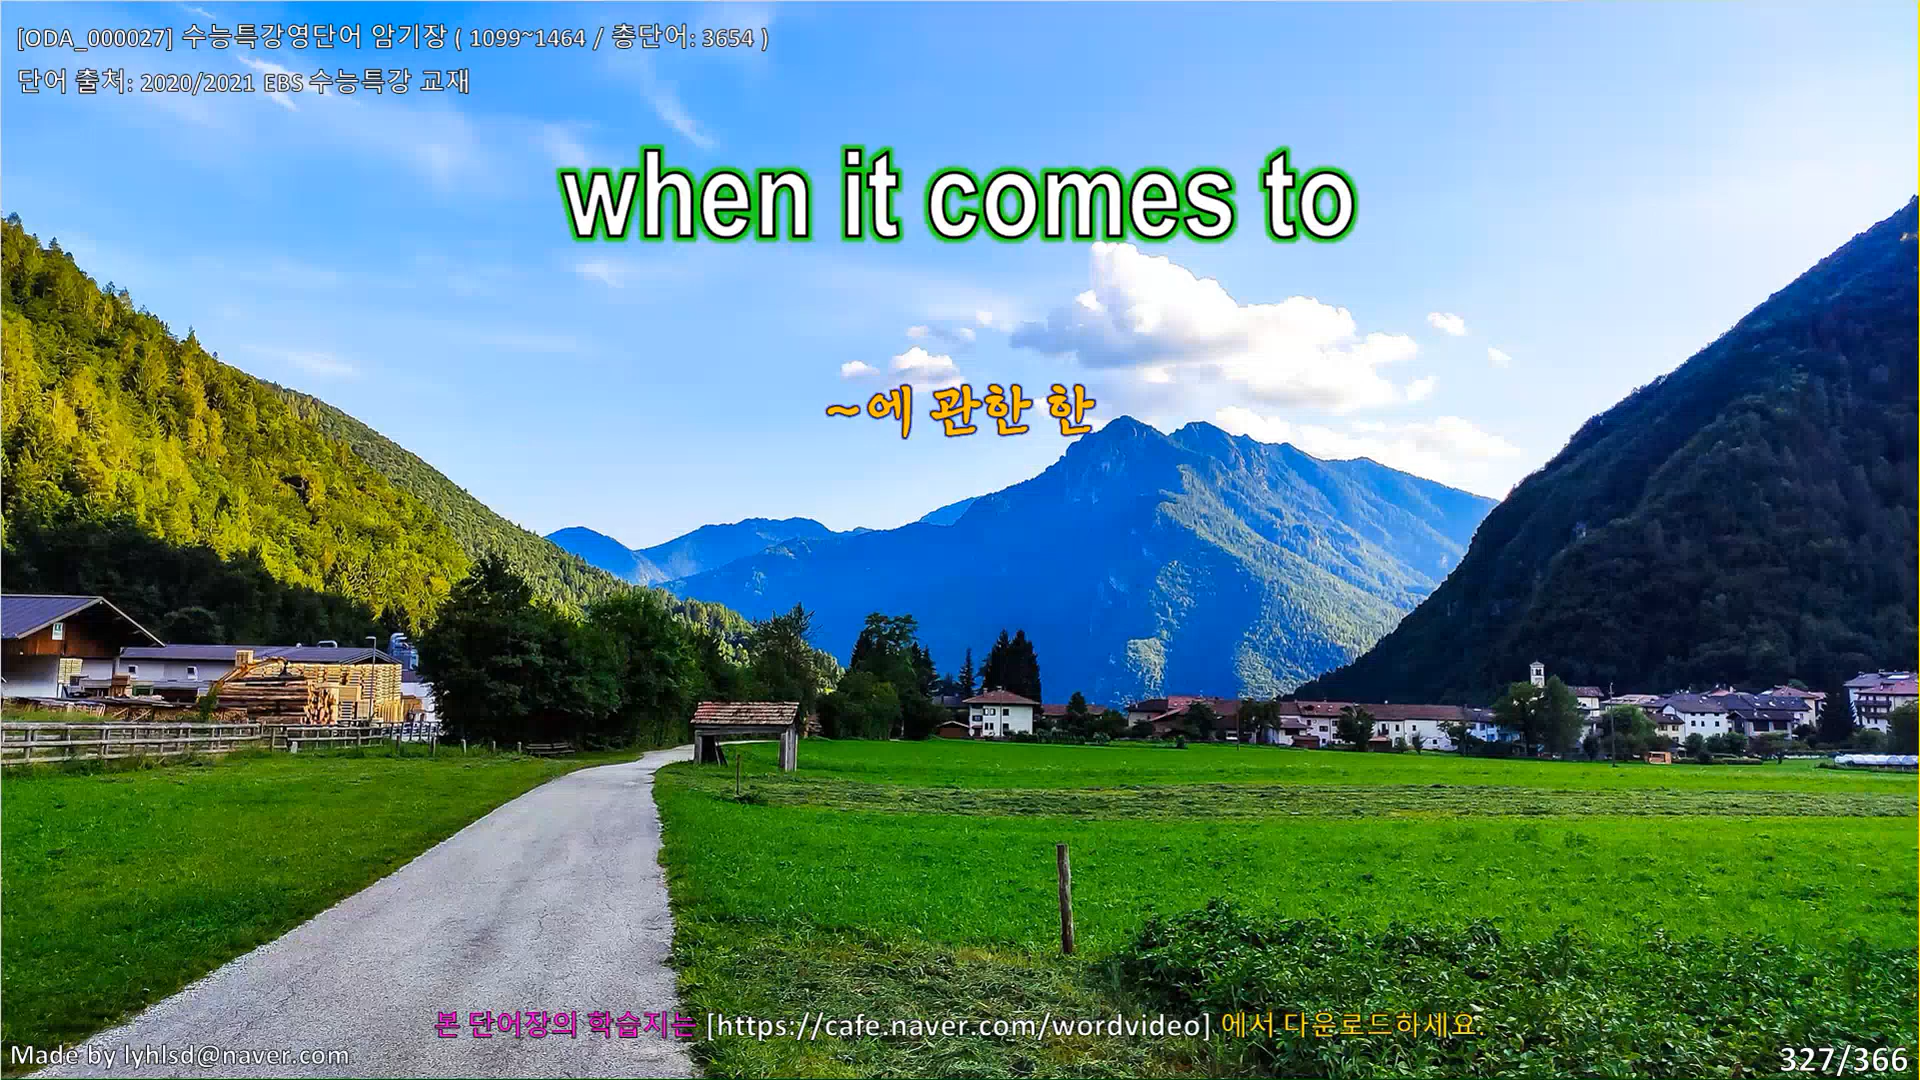 [ODA_000027] 수능특강영단어 암기장 ( 1099~1464 / 총단어: 3654 )
단어 출처: 2020/2021 EBS 수능특강 교재
when it comes to
~에 관한 한
본 단어장의 학습지는 [https://cafe.naver.com/wordvideo] 에서 다운로드하세요.
Made by lyhlsd@naver.com
327/366